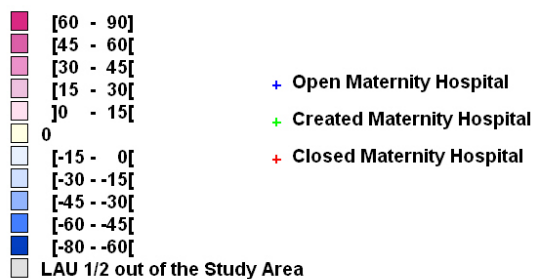 [60 - 90]
[45 - 60[
[30 - 45[
[15 - 30[
]0 - 15[
0
[-15 - 0[
[-30 - -15[
[-45 - -30[
[-60 - -45[
[-80 - -60[
LAU 1/2 out of the Study Area
+ Open Maternity Hospital
+ Created Maternity Hospital
+ Closed Maternity Hospital